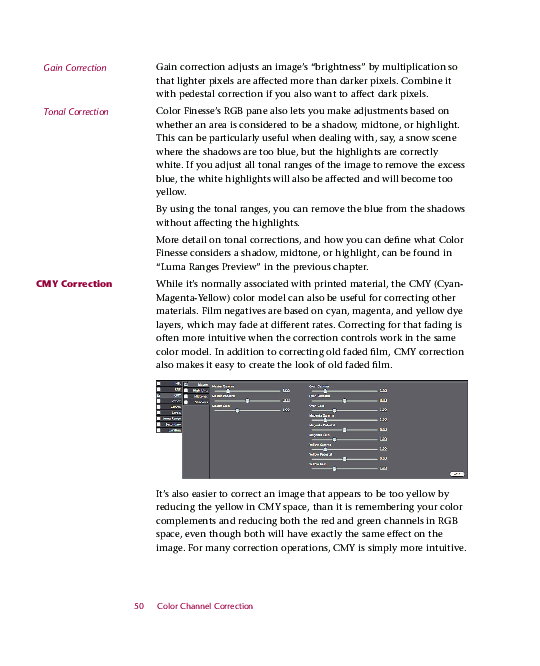 Gain Correction
Gain correction adjusts an image's “brightness” by multiplication so
that lighter pixels are affected more than darker pixels. Combine it
with pedestal correction if you also want to affect dark pixels.
Tonal Correction
Color Finesse's RGB pane also lets you make adjustments based on
whether an area is considered to be a shadow, midtone, or highlight.
This can be particularly useful when dealing with, say, a snow scene
where the shadows are too blue, but the highlights are correctly
white. If you adjust all tonal ranges of the image to remove the excess
blue, the white highlights will also be affected and will become too
yellow.
By using the tonal ranges, you can remove the blue from the shadows
without affecting the highlights.
More detail on tonal corrections, and how you can define what Color
Finesse considers a shadow, midtone, or highlight, can be found in
“Luma Ranges Preview” in the previous chapter.
CMY Correction
While it's normally associated with printed material, the CMY (Cyan-
Magenta-Yellow) color model can also be useful for correcting other
materials. Film negatives are based on cyan, magenta, and yellow dye
layers, which may fade at different rates. Correcting for that fading is
often more intuitive when the correction controls work in the same
color model. In addition to correcting old faded film, CMY correction
also makes it easy to create the look of old faded film.
It's also easier to correct an image that appears to be too yellow by
reducing the yellow in CMY space, than it is remembering your color
complements and reducing both the red and green channels in RGB
space, even though both will have exactly the same effect on the
image. For many correction operations, CMY is simply more intuitive.
50 Color Channel Correction